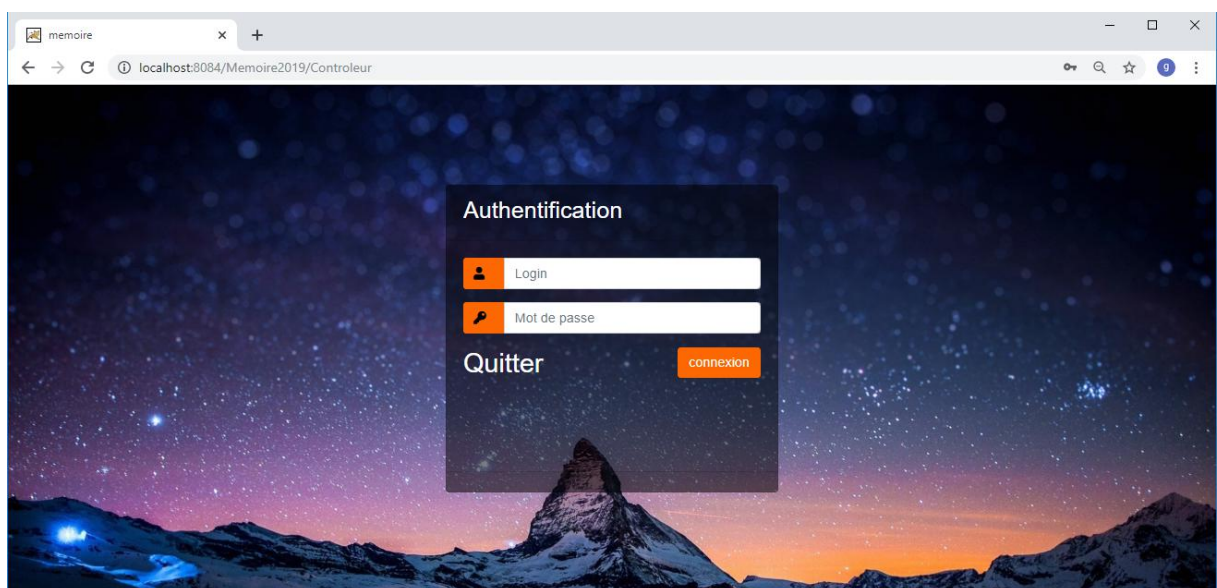 memoire
localhost:8084/Memoire2019/Controleur
g
Authentification
Login
Mot de passe
Quitter
connexion